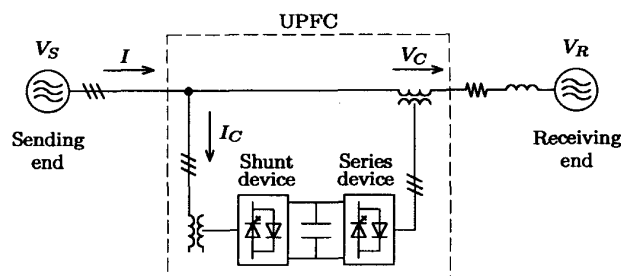 UPFC
V_S
I
V_C
V_R
Sending
end
I_C
Receiving
end
Shunt
device
Series
device